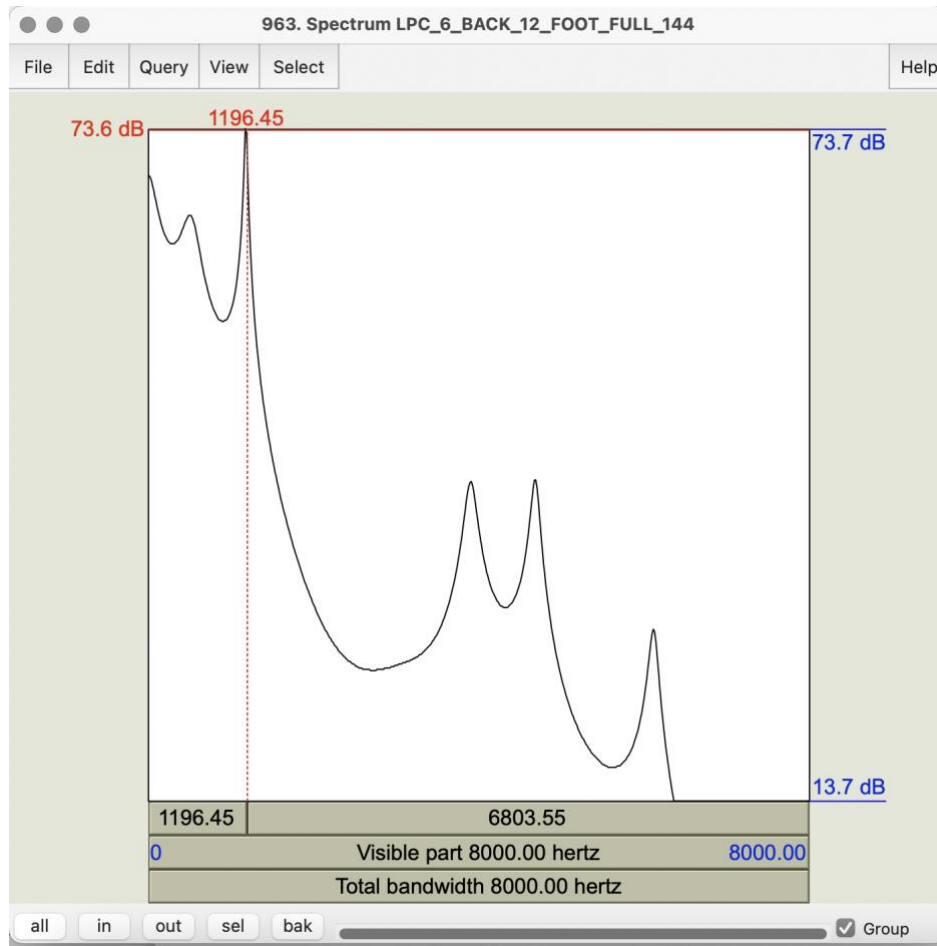 963. Spectrum LPC_6_BACK_12_FOOT_FULL_144
File Edit Query View Select Help
1196.45
73.6 dB
73.7 dB
13.7 dB
1196.45 6803.55
0 Visible part 8000.00 hertz 8000.00
Total bandwidth 8000.00 hertz
all in out sel bak Group